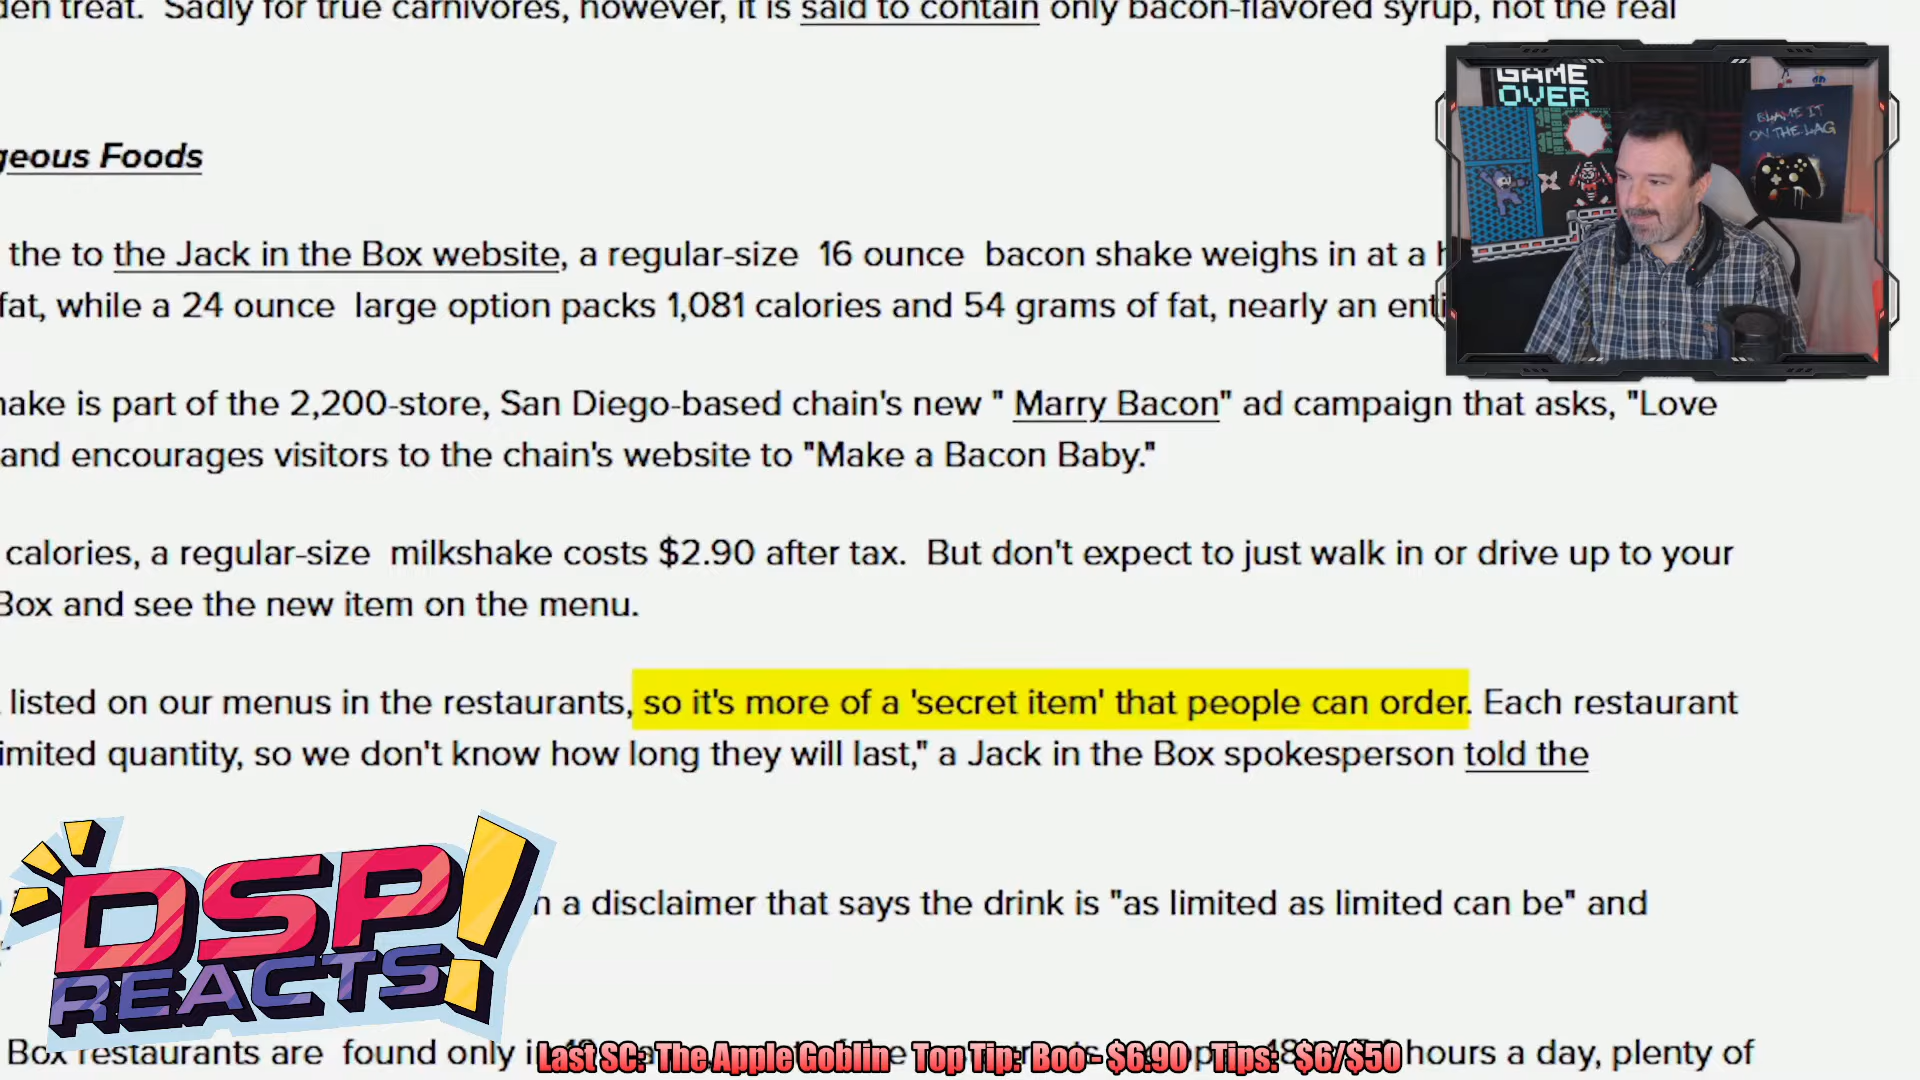 den treat. Sadly for true carnivores, however, it is said to contain only bacon-flavored syrup, not the real
GAME
OVER
BLAME IT
ON THE LAG
geous Foods
the to the Jack in the Box website, a regular-size 16 ounce bacon shake weighs in at a h
fat, while a 24 ounce large option packs 1,081 calories and 54 grams of fat, nearly an enti
hake is part of the 2,200-store, San Diego-based chain's new " Marry Bacon" ad campaign that asks, "Love
and encourages visitors to the chain's website to "Make a Bacon Baby."
calories, a regular-size milkshake costs $2.90 after tax. But don't expect to just walk in or drive up to your
Box and see the new item on the menu.
listed on our menus in the restaurants, so it's more of a 'secret item' that people can order. Each restaurant
imited quantity, so we don't know how long they will last," a Jack in the Box spokesperson told the
n a disclaimer that says the drink is "as limited as limited can be" and
DSP!
REACTS!
Box restaurants are found only i hours a day, plenty of
Last SC: The Apple Goblin Top Tip: Boo - $6.90 Tips: $6/$50